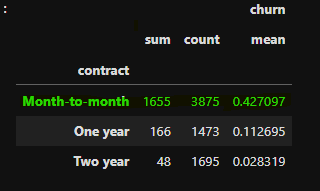 :
churn
sum count mean
contract
Month-to-month 1655 3875 0.427097
One year 166 1473 0.112695
Two year 48 1695 0.028319